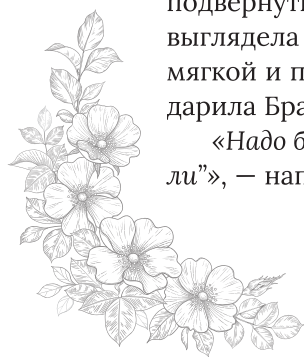 подвернут
выглядела
мягкой и п
дарила Бра
«Надо б
ли”», — нап